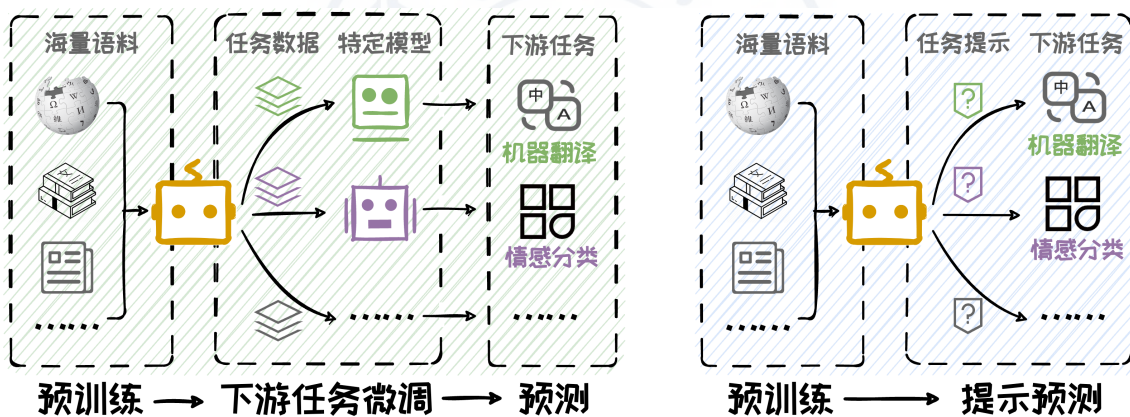 海量语料
任务数据 特定模型
下游任务
中
A
机器翻译
情感分类
......
......
......
预训练 → 下游任务微调 → 预测
海量语料
任务提示 下游任务
?
中
A
机器翻译
?
情感分类
?
......
......
预训练 → 提示预测